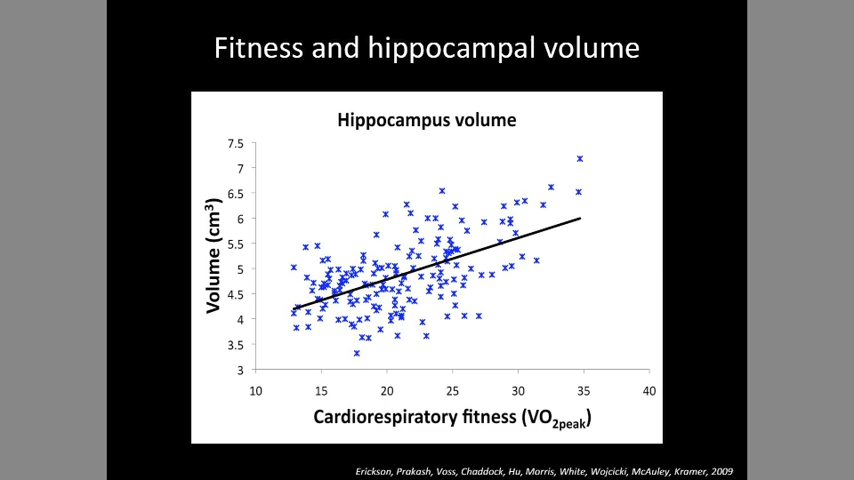 Fitness and hippocampal volume
Hippocampus volume
7.5
7
6.5
6
5.5
5
4.5
4
3.5
3
Volume (cm³)
10 15 20 25 30 35 40
Cardiorespiratory fitness (VO₂peak)
Erickson, Prakash, Voss, Chaddock, Hu, Morris, White, Wojcicki, McAuley, Kramer, 2009